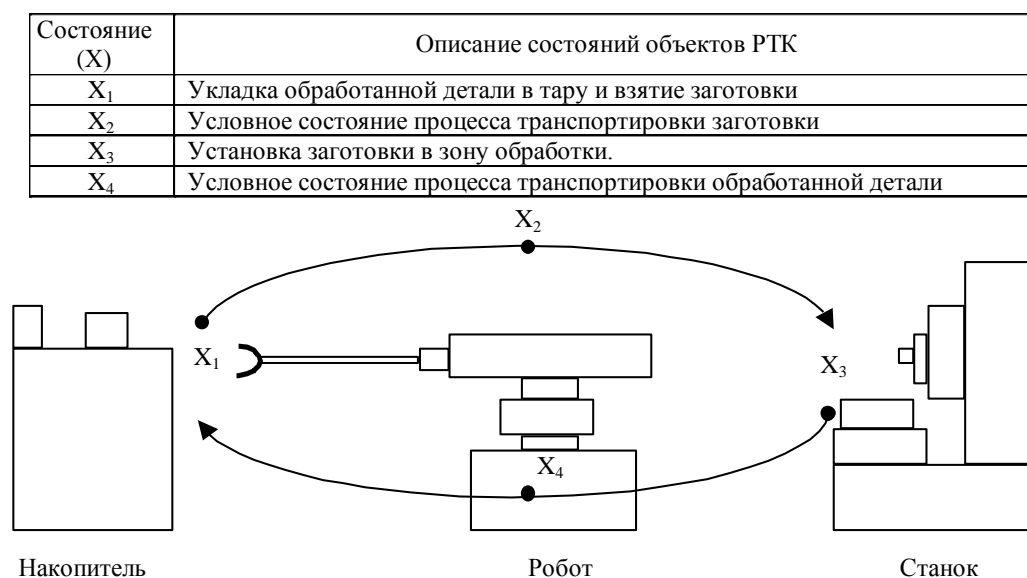 Состояние (X)
Описание состояний объектов РТК
X₁ Укладка обработанной детали в тару и взятие заготовки
X₂ Условное состояние процесса транспортировки заготовки
X₃ Установка заготовки в зону обработки.
X₄ Условное состояние процесса транспортировки обработанной детали
X₂
X₁
X₃
X₄
Накопитель Робот Станок